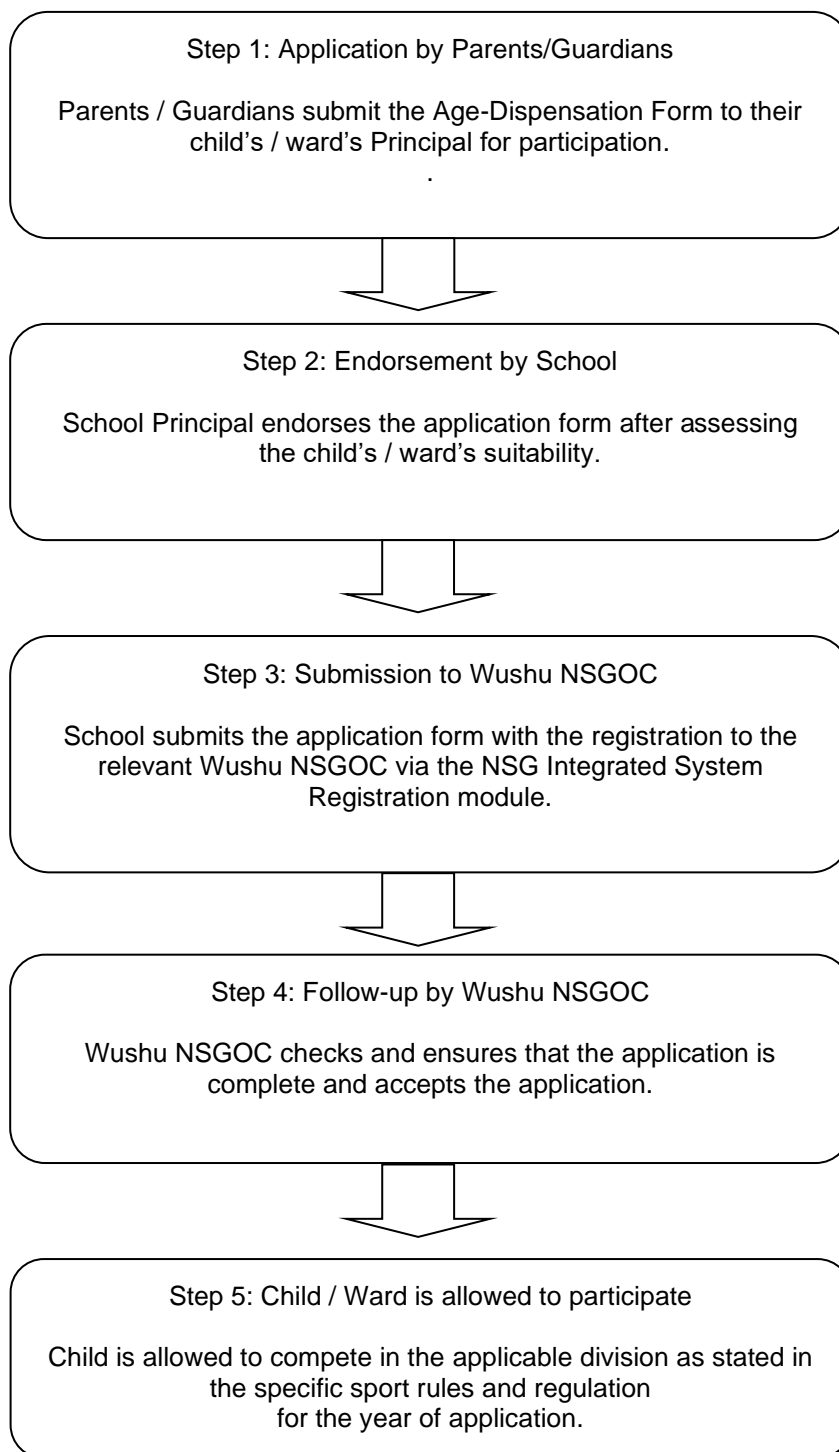 Step 1: Application by Parents/Guardians
Parents / Guardians submit the Age-Dispensation Form to their
child’s / ward’s Principal for participation.
.
Step 2: Endorsement by School
School Principal endorses the application form after assessing
the child’s / ward’s suitability.
Step 3: Submission to Wushu NSGOC
School submits the application form with the registration to the
relevant Wushu NSGOC via the NSG Integrated System
Registration module.
Step 4: Follow-up by Wushu NSGOC
Wushu NSGOC checks and ensures that the application is
complete and accepts the application.
Step 5: Child / Ward is allowed to participate
Child is allowed to compete in the applicable division as stated in
the specific sport rules and regulation
for the year of application.